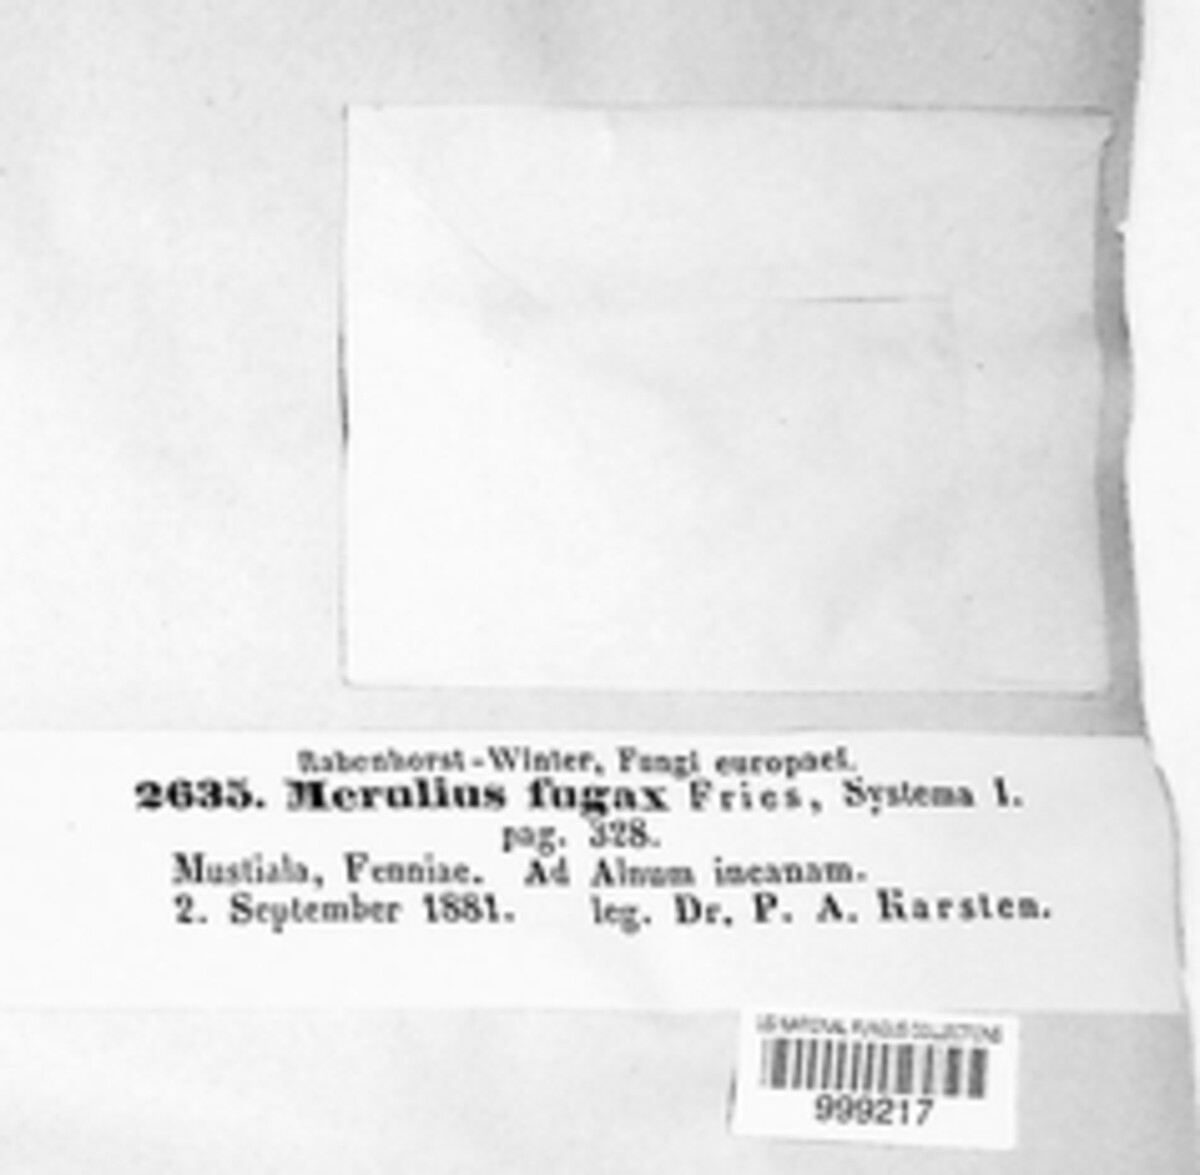 Rabenhorst-Winter, Fungi europaei.
2635. Merulius fugax Fries, Systema I.
pag. 328.
Mustiala, Fenniae. Ad Alnum incanam.
2. September 1881. leg. Dr. P. A. Karsten.
US NATIONAL FUNGUS COLLECTIONS
999217